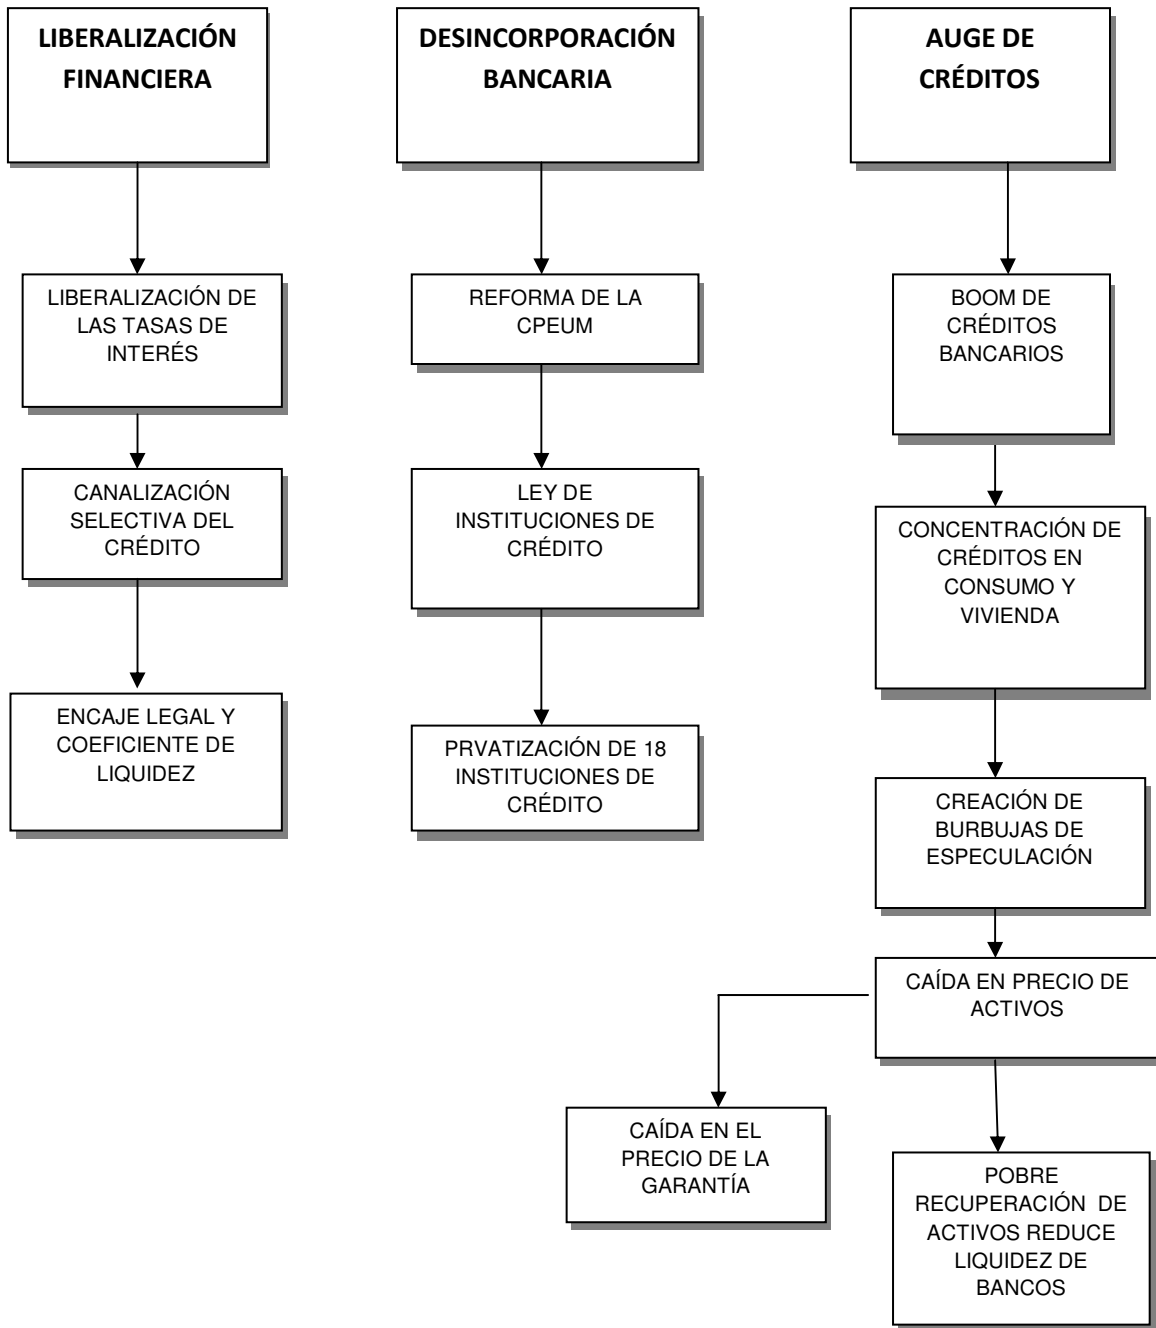 LIBERALIZACIÓN
FINANCIERA
DESINCORPORACIÓN
BANCARIA
AUGE DE
CRÉDITOS
LIBERALIZACIÓN DE
LAS TASAS DE
INTERÉS
REFORMA DE LA
CPEUM
BOOM DE
CRÉDITOS
BANCARIOS
CANALIZACIÓN
SELECTIVA DEL
CRÉDITO
LEY DE
INSTITUCIONES DE
CRÉDITO
CONCENTRACIÓN DE
CRÉDITOS EN
CONSUMO Y
VIVIENDA
ENCAJE LEGAL Y
COEFICIENTE DE
LIQUIDEZ
PRVATIZACIÓN DE 18
INSTITUCIONES DE
CRÉDITO
CREACIÓN DE
BURBUJAS DE
ESPECULACIÓN
CAÍDA EN PRECIO DE
ACTIVOS
CAÍDA EN EL
PRECIO DE LA
GARANTÍA
POBRE
RECUPERACIÓN DE
ACTIVOS REDUCE
LIQUIDEZ DE
BANCOS